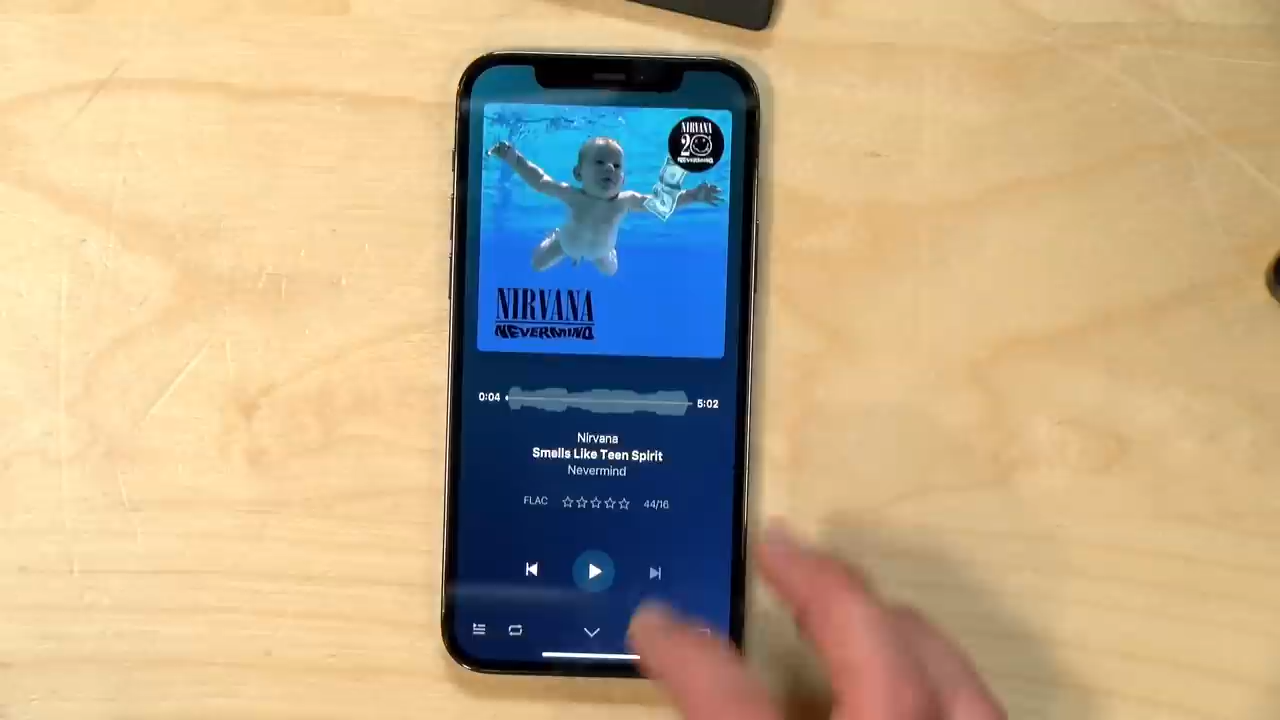 NIRVANA
20
NEVERMIND
NIRVANA
NEVERMIND
0:04
5:02
Nirvana
Smells Like Teen Spirit
Nevermind
FLAC
44/16